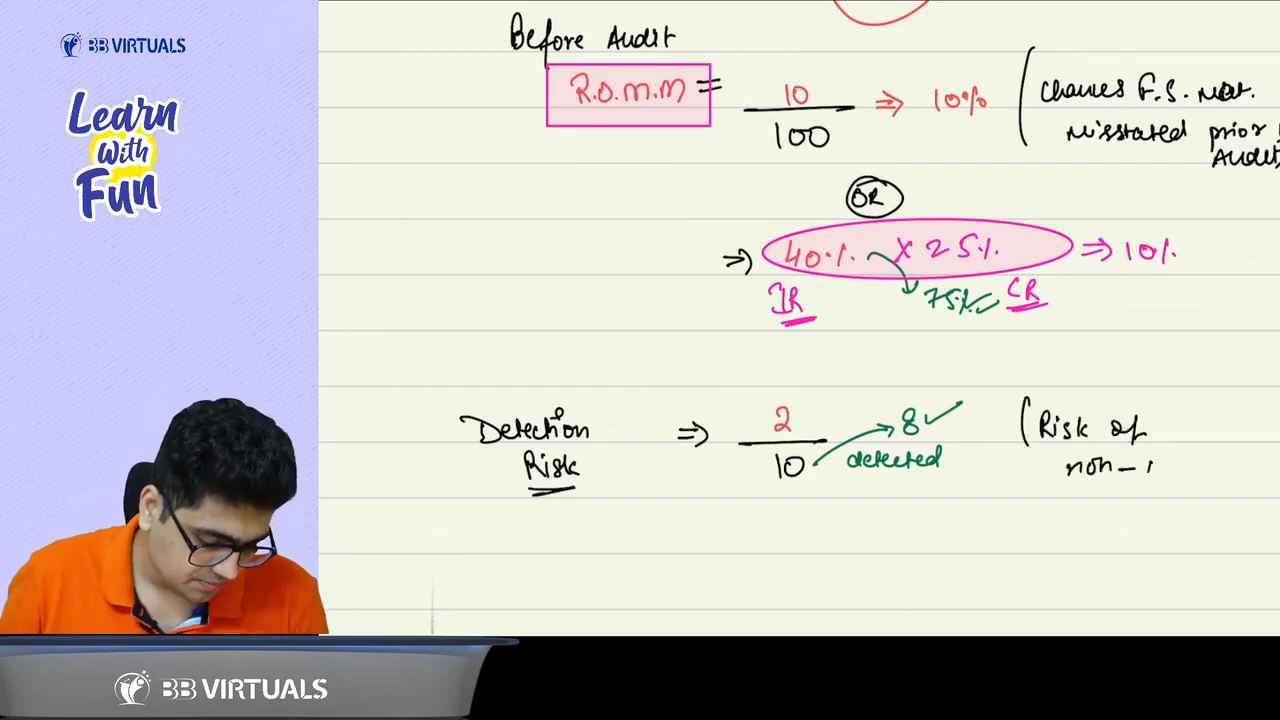 BB VIRTUALS
Learn
with
Fun
Before Audit
R.O.M.M = 10/100 ⇒ 10% (Chances F.S. Mat.
Misstated prior
Audit
OR
⇒ 40% X 25% ⇒ 10%
IR 75% ✓ CR
Detection ⇒ 2/10 → 8 ✓ (Risk of
Risk detected non-
BB VIRTUALS